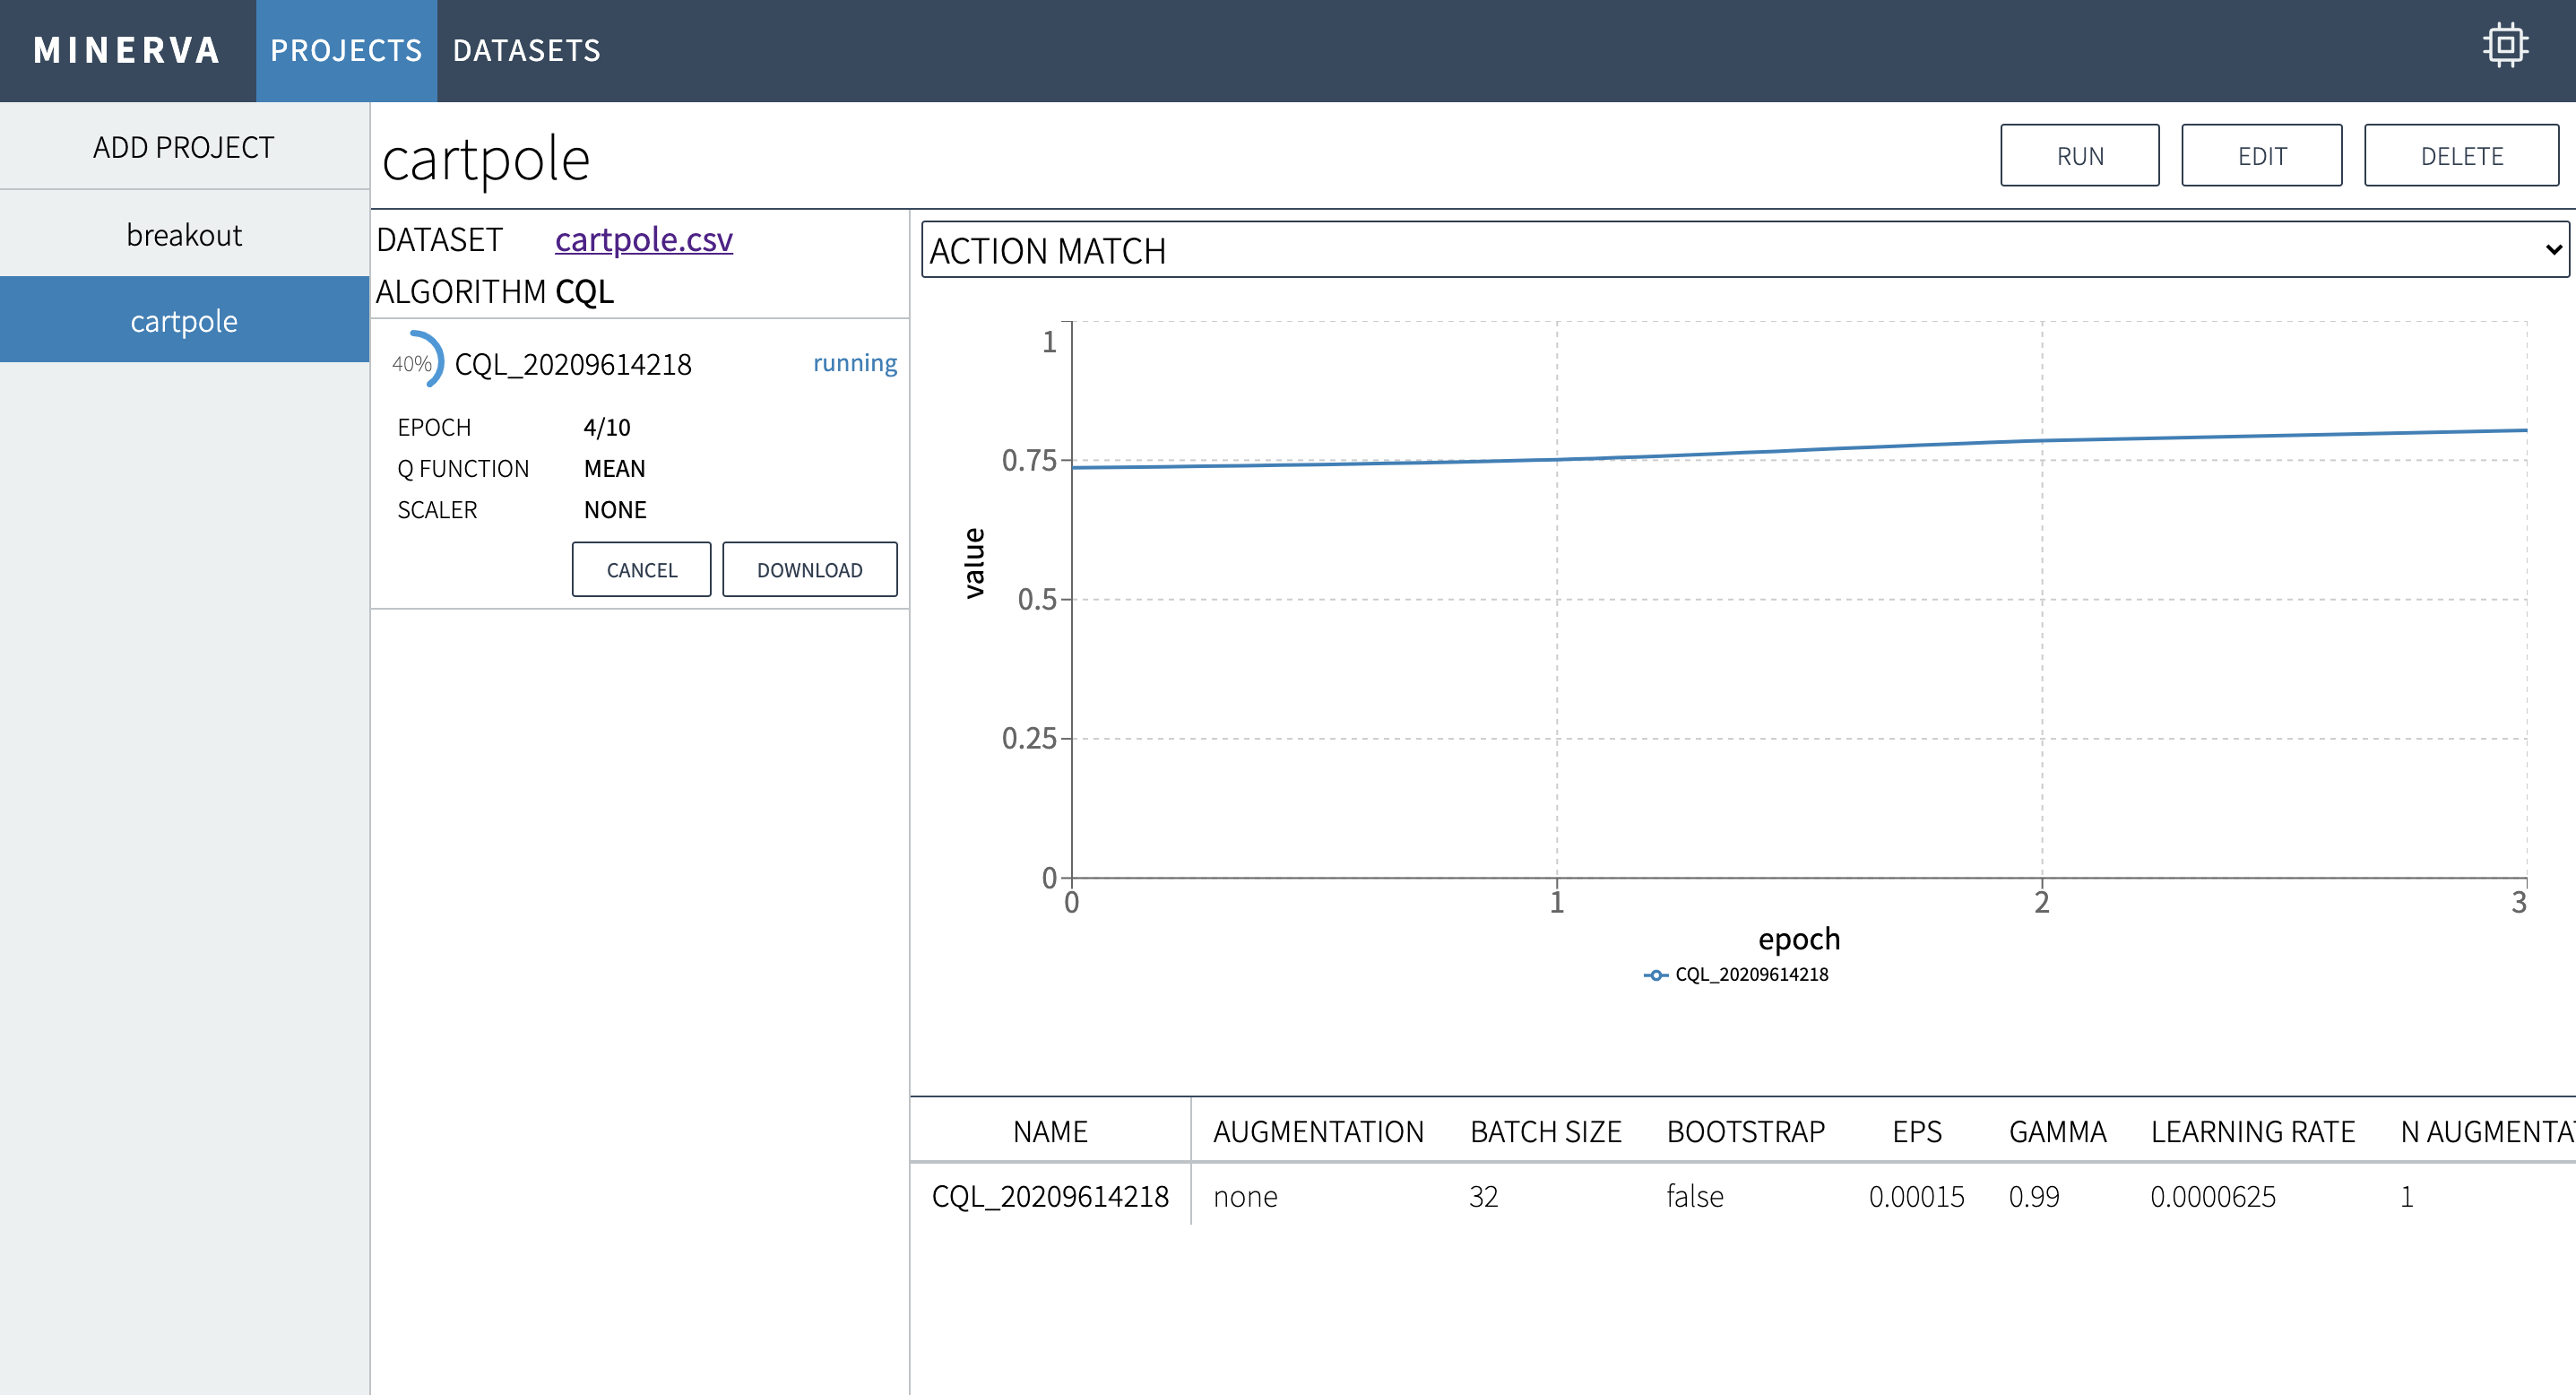 MINERVA PROJECTS DATASETS
ADD PROJECT
breakout
cartpole
cartpole
RUN EDIT DELETE
DATASET cartpole.csv
ALGORITHM CQL
40% CQL_20209614218 running
EPOCH 4/10
Q FUNCTION MEAN
SCALER NONE
CANCEL DOWNLOAD
ACTION MATCH
1
0.75
0.5
0.25
0
value
0 1 2 3
epoch
CQL_20209614218
NAME AUGMENTATION BATCH SIZE BOOTSTRAP EPS GAMMA LEARNING RATE N AUGMENTA
CQL_20209614218 none 32 false 0.00015 0.99 0.0000625 1